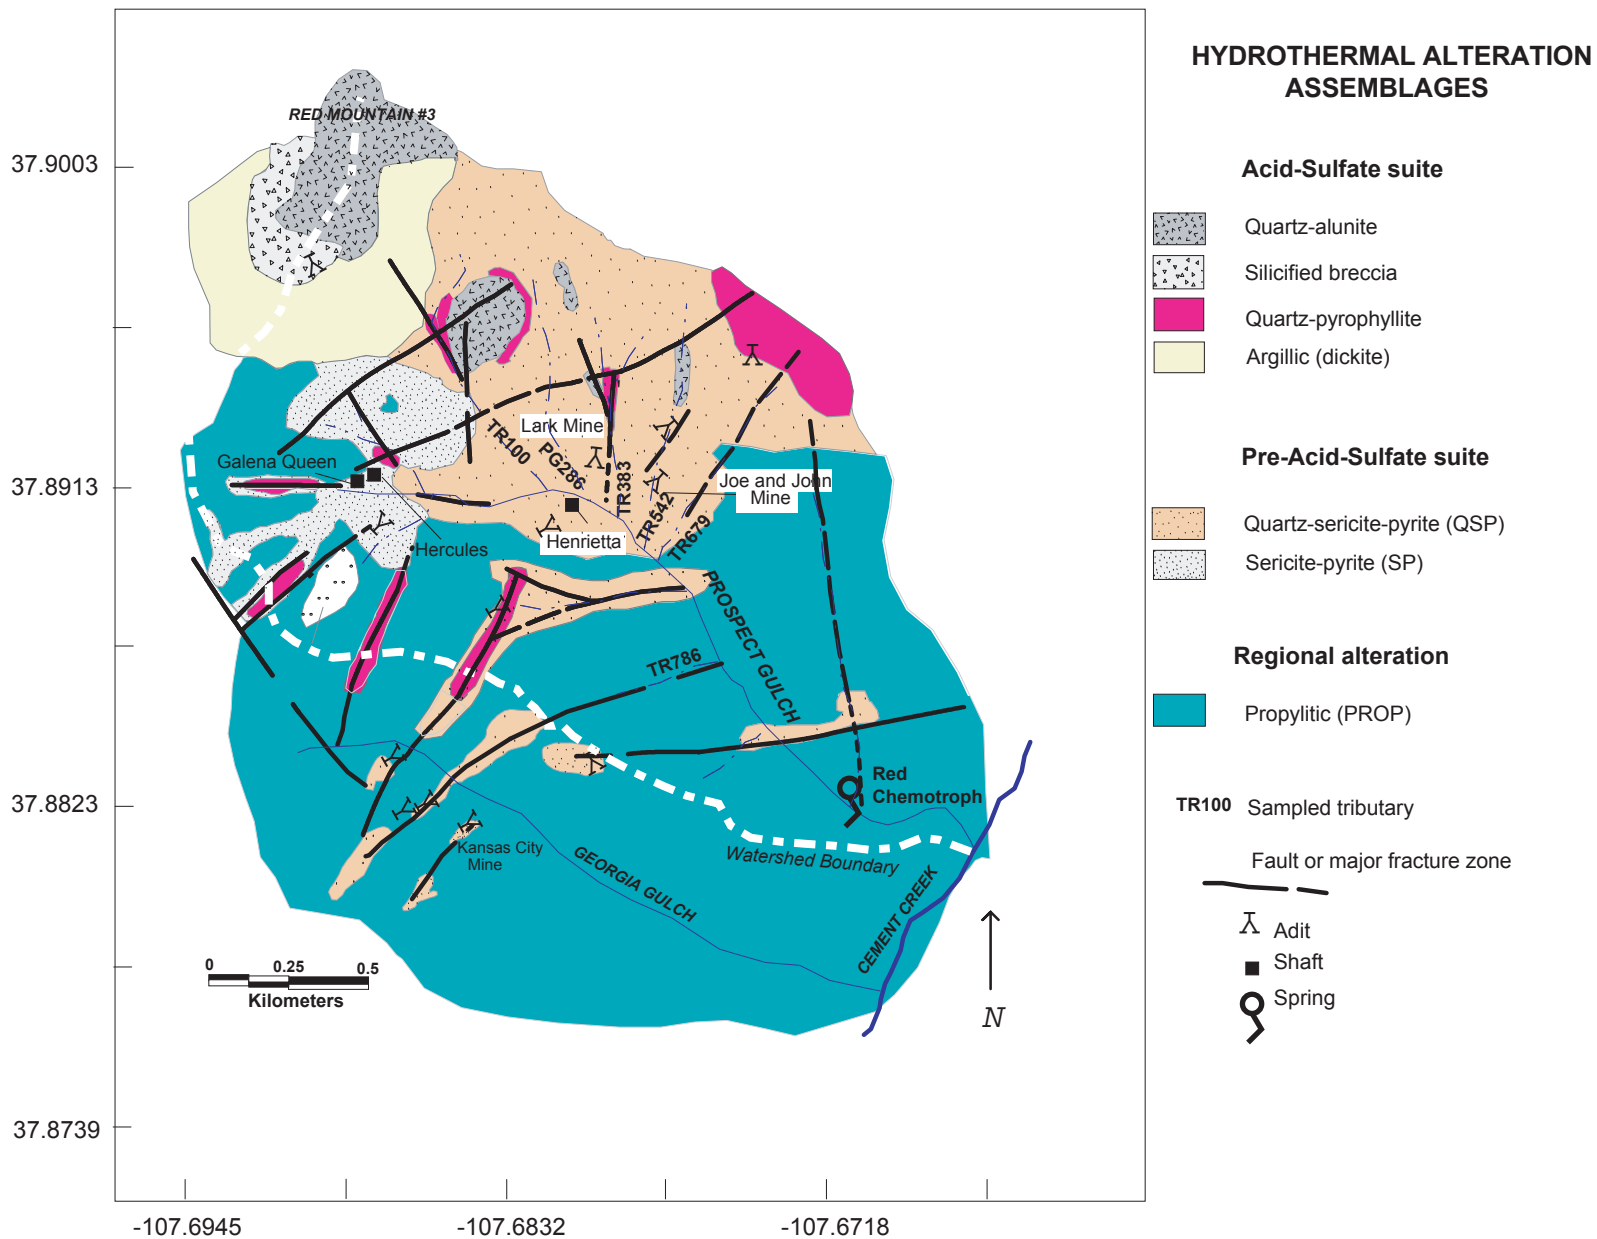 HYDROTHERMAL ALTERATION
ASSEMBLAGES
Acid-Sulfate suite
Quartz-alunite
Silicified breccia
Quartz-pyrophyllite
Argillic (dickite)
Pre-Acid-Sulfate suite
Quartz-sericite-pyrite (QSP)
Sericite-pyrite (SP)
Regional alteration
Propylitic (PROP)
TR100 Sampled tributary
Fault or major fracture zone
Adit
Shaft
Spring
RED MOUNTAIN #3
37.9003
37.8913
37.8823
37.8739
-107.6945
-107.6832
-107.6718
Lark Mine
TR100
PG286
TR383
TR542
TR679
Galena Queen
Joe and John
Mine
Henrietta
Hercules
PROSPECT GULCH
TR786
Red
Chemotroph
Kansas City
Mine
Watershed Boundary
GEORGIA GULCH
CEMENT CREEK
0 0.25 0.5
Kilometers
N